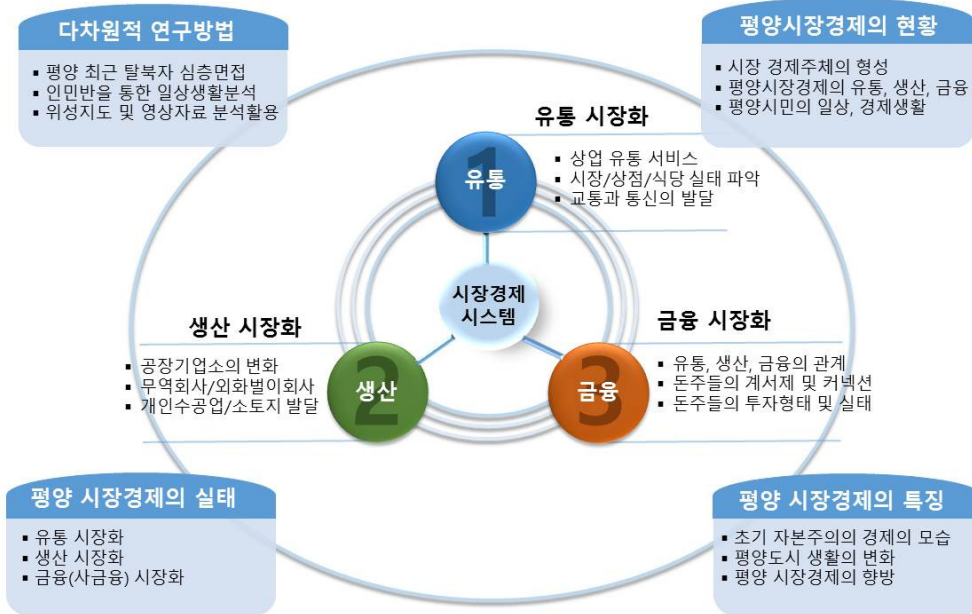 다차원적 연구방법
▪ 평양 최근 탈북자 심층면접
▪ 인민반을 통한 일상생활분석
▪ 위성지도 및 영상자료 분석활용
평양시장경제의 현황
▪ 시장 경제주체의 형성
▪ 평양시장경제의 유통, 생산, 금융
▪ 평양시민의 일상, 경제생활
유통 시장화
▪ 상업 유통 서비스
▪ 시장/상점/식당 실태 파악
▪ 교통과 통신의 발달
1
유통
시장경제
시스템
생산 시장화
▪ 공장기업소의 변화
▪ 무역회사/외화벌이회사
▪ 개인수공업/소토지 발달
2
생산
금융 시장화
▪ 유통, 생산, 금융의 관계
▪ 돈주들의 계서제 및 커넥션
▪ 돈주들의 투자형태 및 실태
3
금융
평양 시장경제의 실태
▪ 유통 시장화
▪ 생산 시장화
▪ 금융(사금융) 시장화
평양 시장경제의 특징
▪ 초기 자본주의의 경제의 모습
▪ 평양도시 생활의 변화
▪ 평양 시장경제의 향방